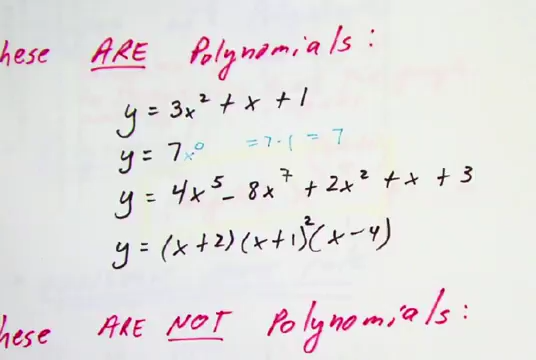 hese ARE Polynomials:
y = 3x² + x + 1
y = 7x⁰ = 7·1 = 7
y = 4x⁵ - 8x⁷ + 2x² + x + 3
y = (x+2)(x+1)²(x-4)
hese ARE NOT Polynomials: